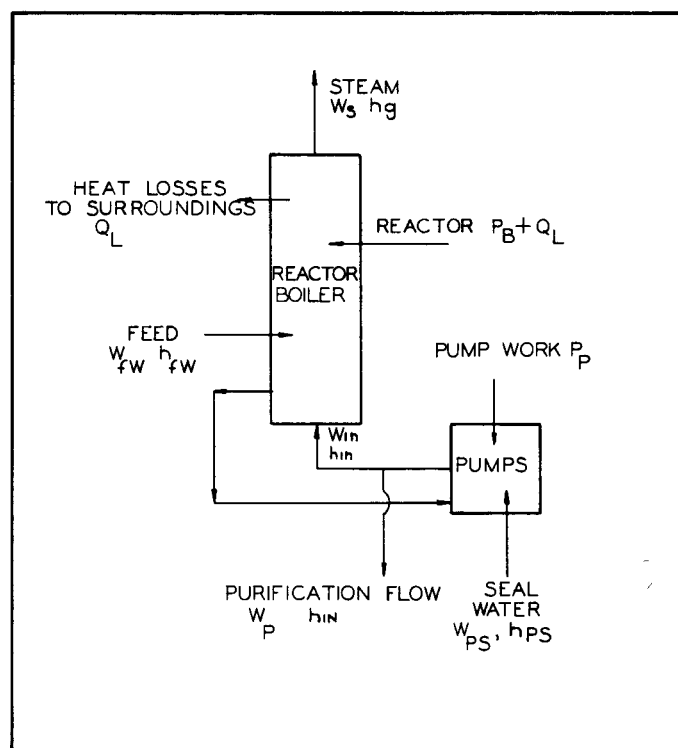 STEAM
Ws hg
HEAT LOSSES
TO SURROUNDINGS
QL
REACTOR PB+QL
REACTOR
BOILER
FEED
WfW hfW
PUMP WORK PP
Win
hin
PUMPS
PURIFICATION FLOW
WP hIN
SEAL
WATER
WPS, hPS